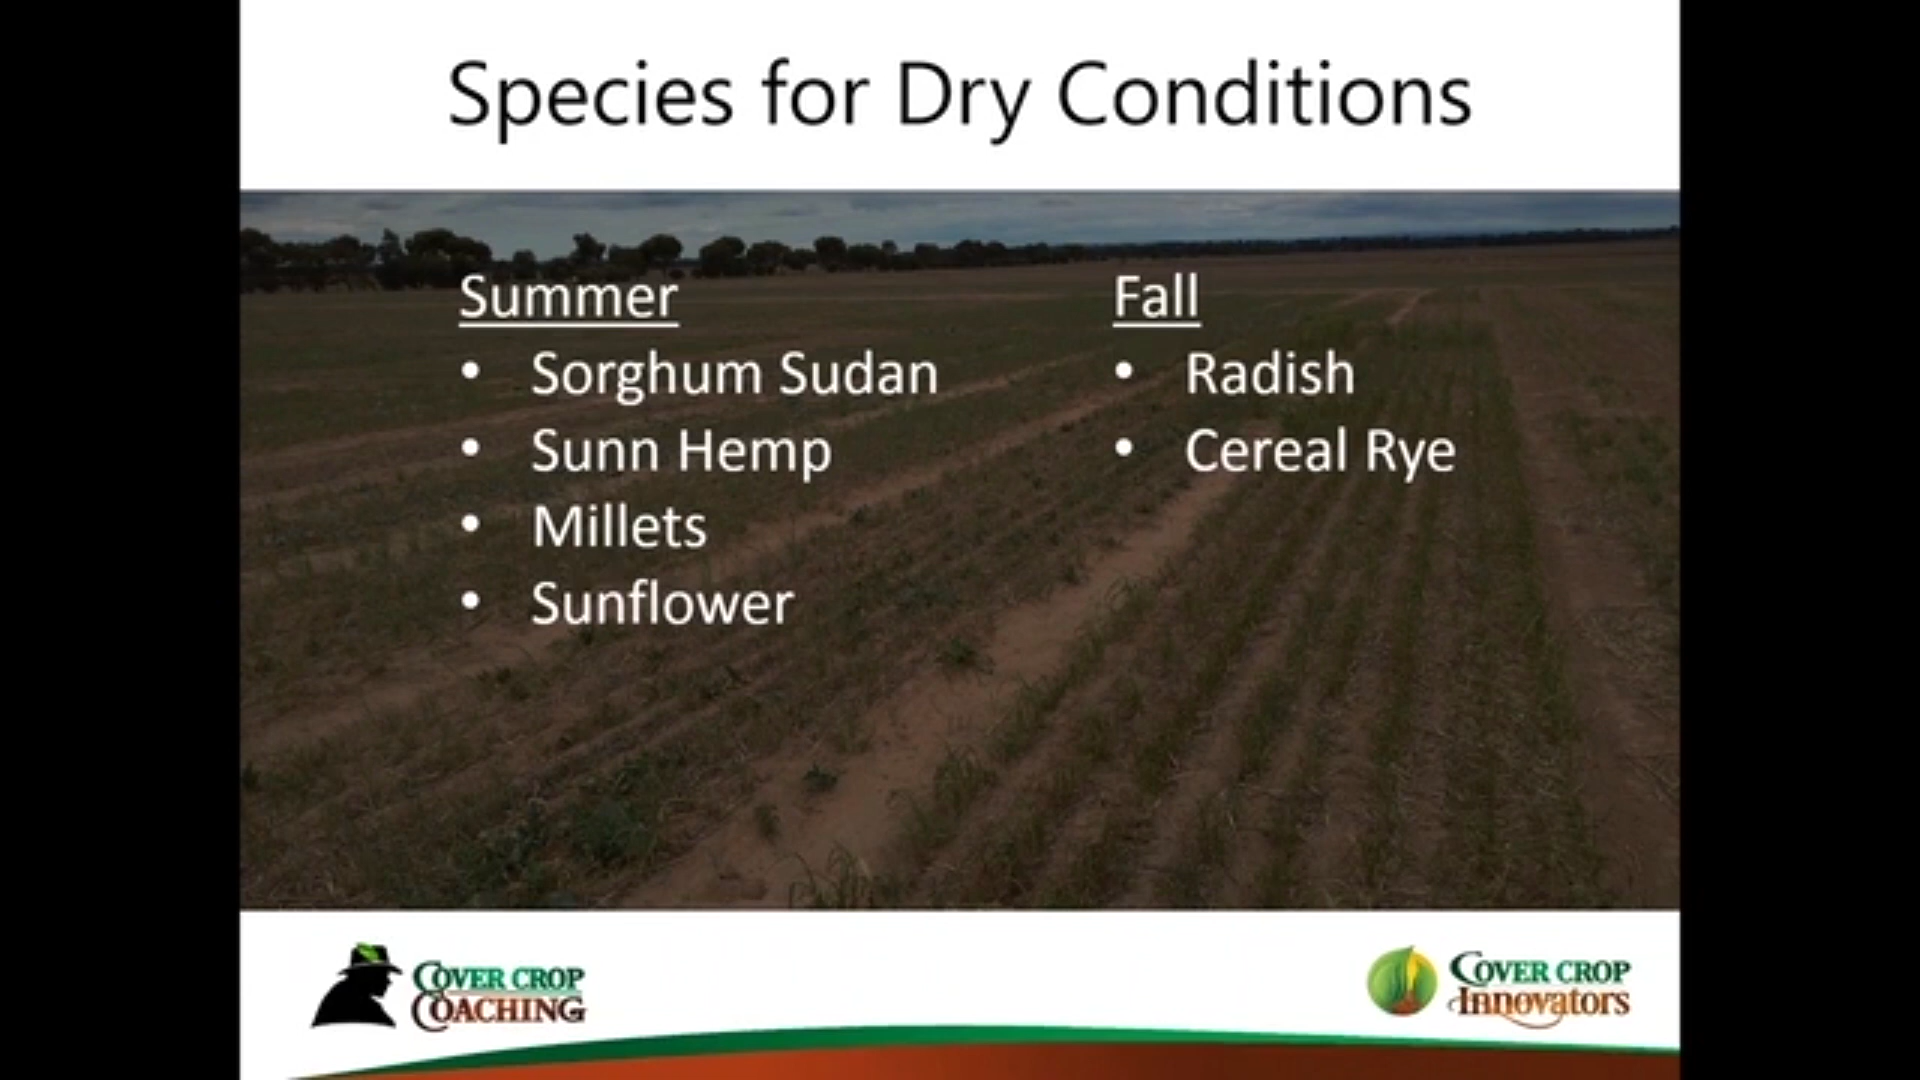 Species for Dry Conditions
Summer
• Sorghum Sudan
• Sunn Hemp
• Millets
• Sunflower
Fall
• Radish
• Cereal Rye
COVER CROP
COACHING
COVER CROP
Innovators